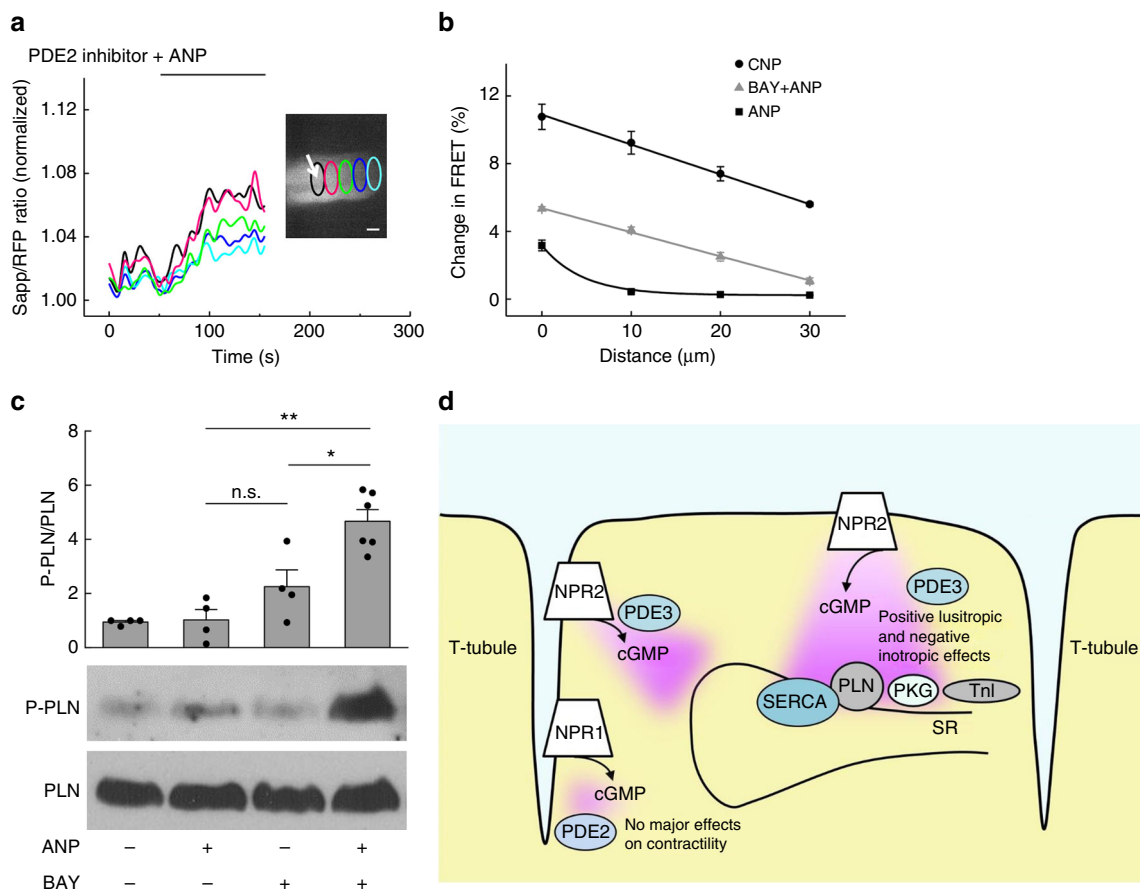 a
PDE2 inhibitor + ANP
Sapp/RFP ratio (normalized)
1.12
1.08
1.04
1.00
0
100
200
300
Time (s)
b
CNP
BAY+ANP
ANP
Change in FRET (%)
12
8
4
0
0
10
20
30
Distance (μm)
c
**
*
n.s.
P-PLN/PLN
8
6
4
2
0
P-PLN
PLN
ANP – + – +
BAY – – + +
d
T-tubule
NPR2
PDE3
cGMP
NPR1
cGMP
PDE2
No major effects
on contractility
NPR2
cGMP
PDE3
Positive lusitropic
and negative
inotropic effects
SERCA
PLN
PKG
TnI
SR
T-tubule